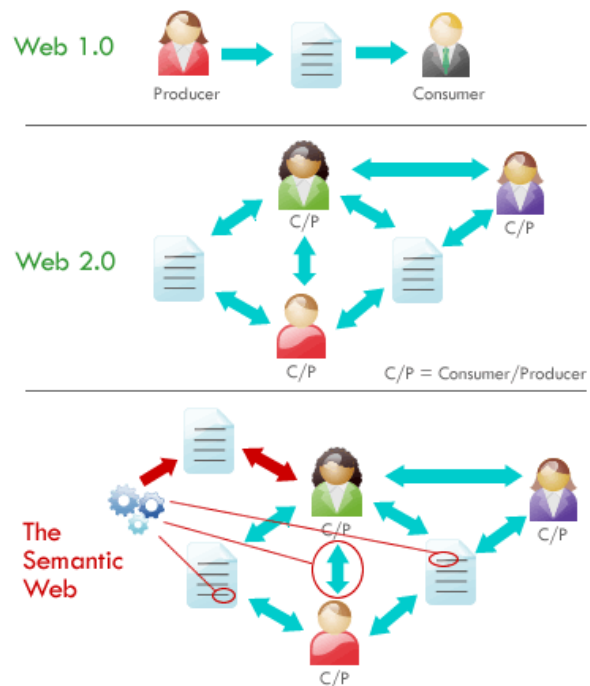 Web 1.0
Producer
Consumer
C/P
C/P
Web 2.0
C/P
C/P = Consumer/Producer
C/P
C/P
The
Semantic
Web
C/P